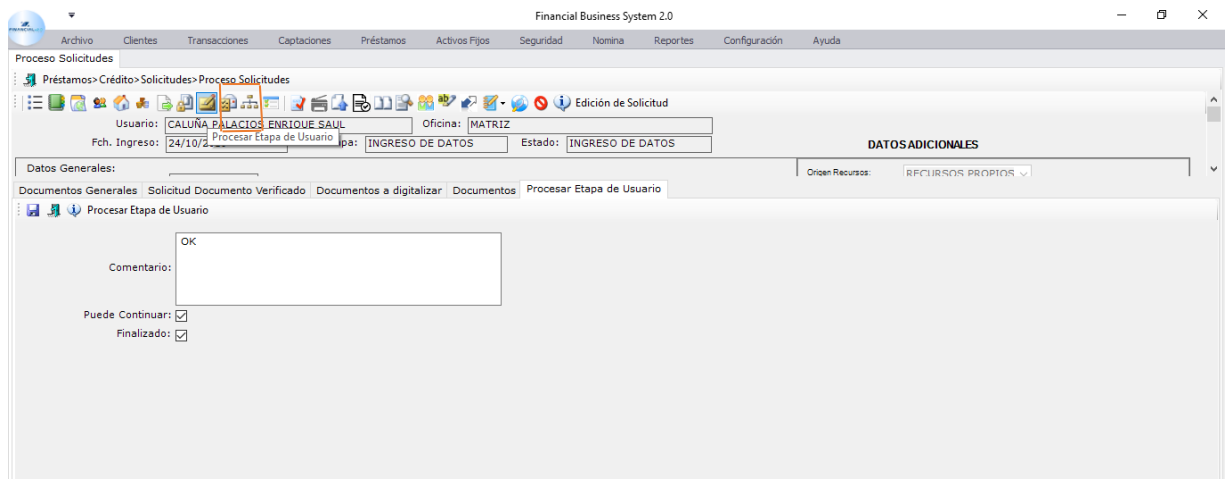 Financial Business System 2.0
FINANCIAL
Archivo Clientes Transacciones Captaciones Préstamos Activos Fijos Seguridad Nomina Reportes Configuración Ayuda
Proceso Solicitudes
Préstamos>Crédito>Solicitudes>Proceso Solicitudes
Edición de Solicitud
Usuario: CALUÑA PALACIOS ENRIQUE SAUL Oficina: MATRIZ
Procesar Etapa de Usuario
Fch. Ingreso: 24/10/2 pa: INGRESO DE DATOS Estado: INGRESO DE DATOS DATOS ADICIONALES
Datos Generales: Origen Recursos: RECURSOS PROPIOS
Documentos Generales Solicitud Documento Verificado Documentos a digitalizar Documentos Procesar Etapa de Usuario
Procesar Etapa de Usuario
OK
Comentario:
Puede Continuar:
Finalizado: